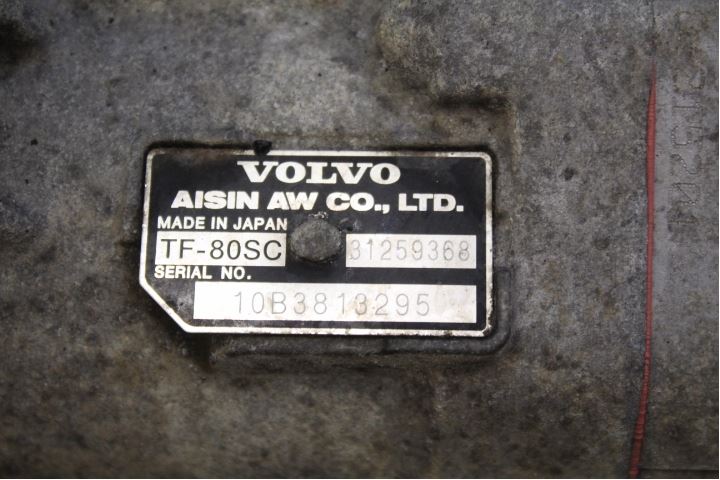 VOLVO
AISIN AW CO., LTD.
MADE IN JAPAN
TF-80SC 31259368
SERIAL NO.
10B3813295